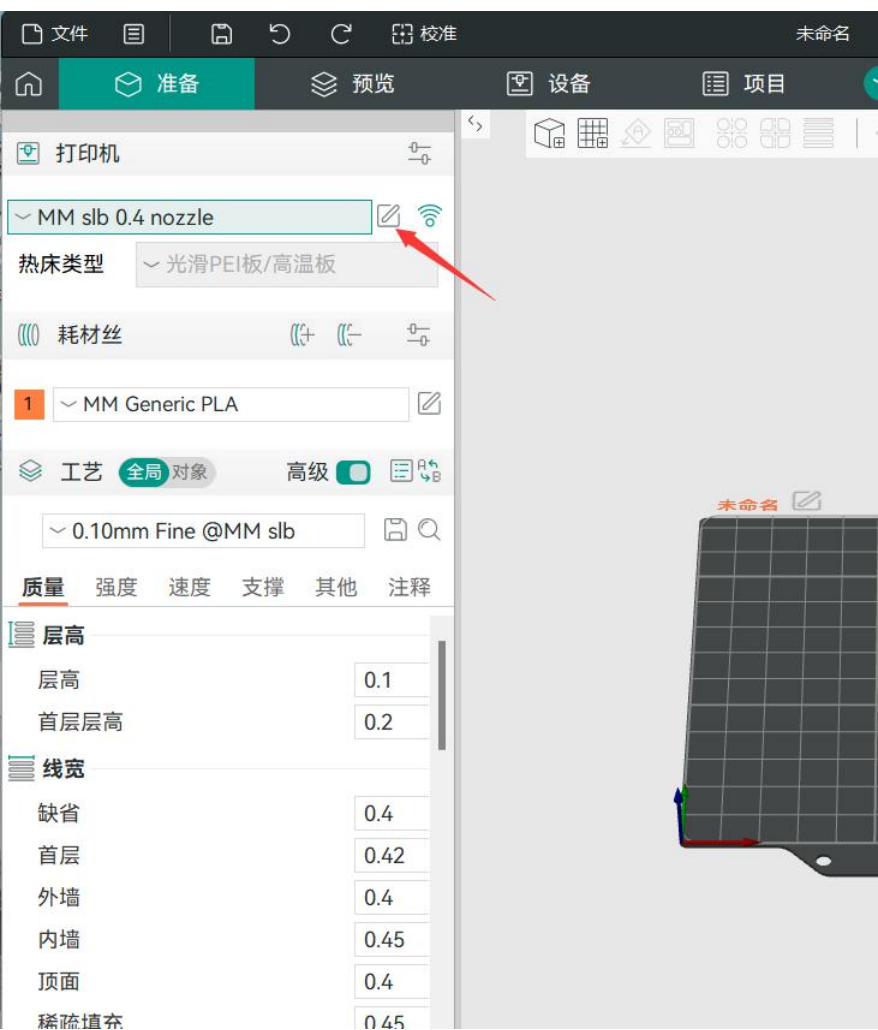 文件 校准 未命名
准备 预览 设备 项目
打印机
MM slb 0.4 nozzle
热床类型 光滑PEI板/高温板
耗材丝
1 MM Generic PLA
工艺 全局 对象 高级
0.10mm Fine @MM slb
未命名
质量 强度 速度 支撑 其他 注释
层高
层高 0.1
首层层高 0.2
线宽
缺省 0.4
首层 0.42
外墙 0.4
内墙 0.45
顶面 0.4
稀疏填充 0.45